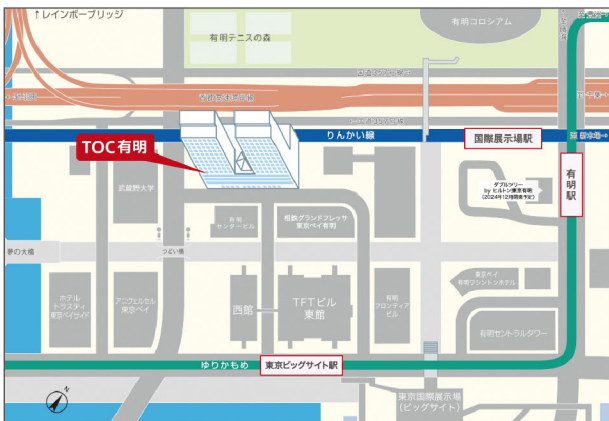 ↑レインボーブリッジ
有明テニスの森
有明コロシアム
りんかい線
国際展示場駅
TOC有明
有明駅
武蔵野大学
ダブルツリー
by ヒルトン東京有明
有明
センタービル
相鉄グランドフレッサ
東京ベイ有明
夢の大橋
つどい橋
東京ベイ
有明ワシントンホテル
ホテル
トラスティ
東京ベイサイド
アニヴェルセル
東京ベイ
西館
TFTビル
東館
有明
フロンティア
ビル
有明セントラルタワー
ゆりかもめ
東京ビッグサイト駅
東京国際展示場
(ビッグサイト)
N